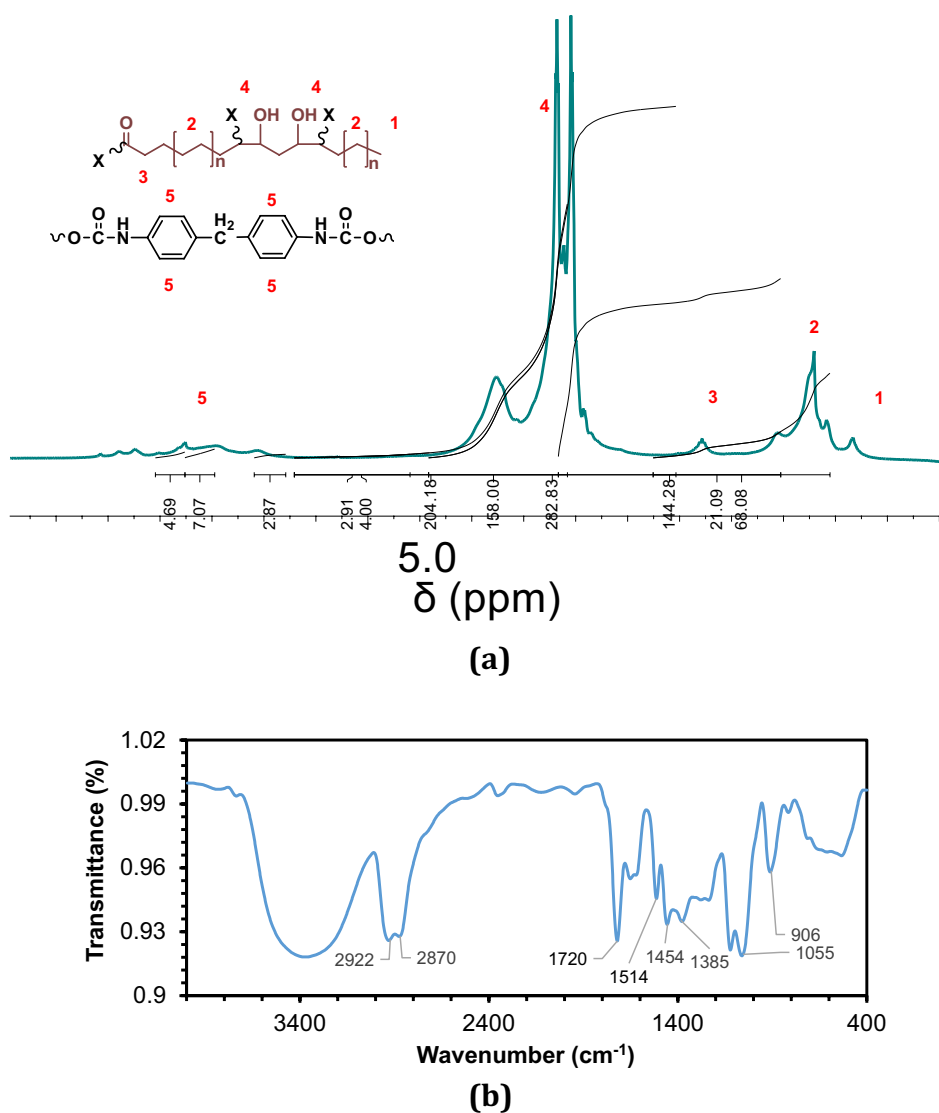 4 4
X OH OH X
O [ 2 ] [ 2 ] 1
X n n
3
5 5
O H H2 H O
O-C-N C N-C-O
5 5
4
2
3
1
5
4.69 7.07 2.87 2.91 4.00 204.18 158.00 282.83 144.28 21.09 68.08
5.0
δ (ppm)
(a)
1.02
0.99
0.96
0.93
0.9
Transmittance (%)
2922 2870 1720 1514 1454 1385 1055 906
3400 2400 1400 400
Wavenumber (cm-1)
(b)